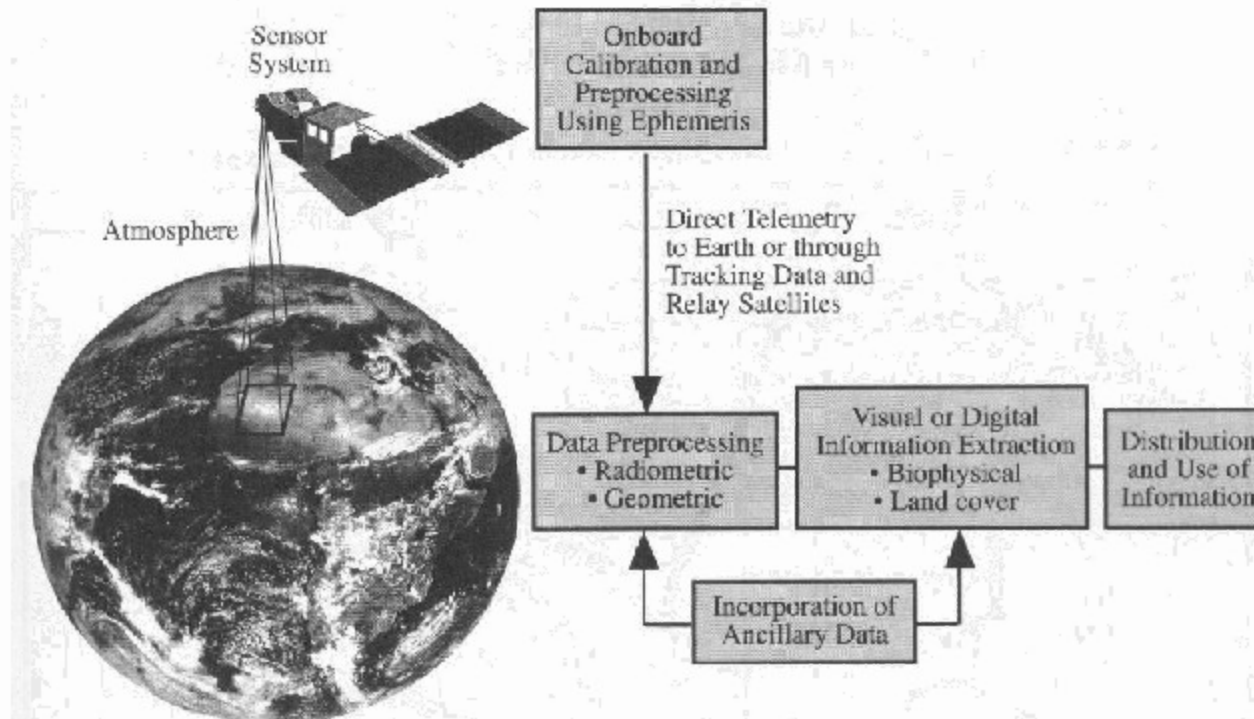 Sensor
System
Onboard
Calibration and
Preprocessing
Using Ephemeris
Atmosphere
Direct Telemetry
to Earth or through
Tracking Data and
Relay Satellites
Data Preprocessing
• Radiometric
• Geometric
Visual or Digital
Information Extraction
• Biophysical
• Land cover
Distribution
and Use of
Information
Incorporation of
Ancillary Data